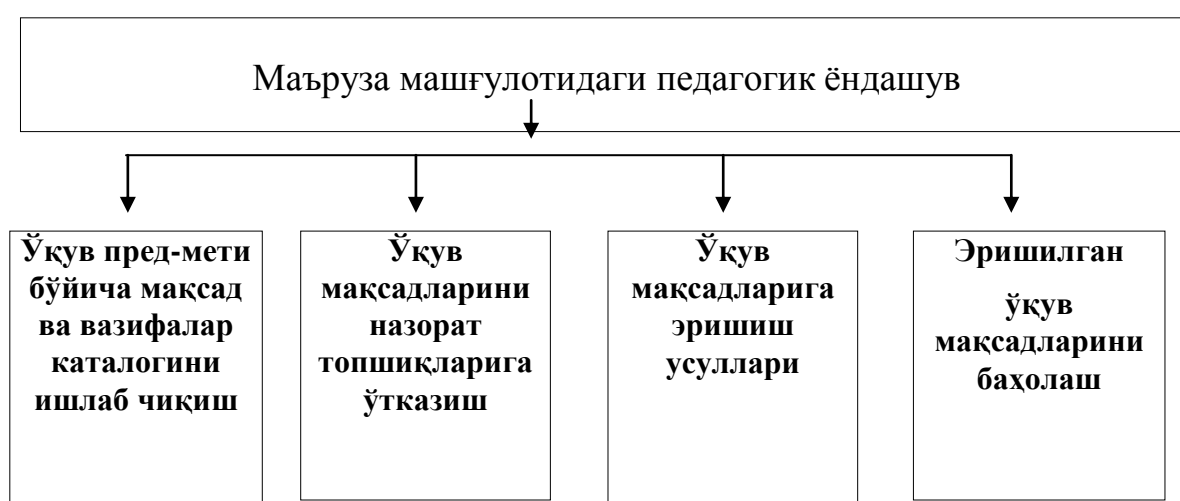 Маъруза машғулотидаги педагогик ёндашув
Ўқув пред-мети
бўйича мақсад
ва вазифалар
каталогини
ишлаб чиқиш
Ўқув
мақсадларини
назорат
топшиқларига
ўтказиш
Ўқув
мақсадларига
эришиш
усуллари
Эришилган
ўқув
мақсадларини
баҳолаш